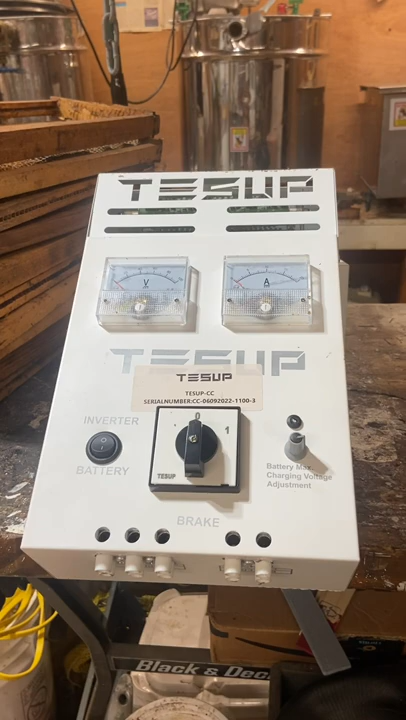 TESUP
V
A
TESUP
TESUP
TESUP-CC
SERIALNUMBER:CC-06092022-1100-3
INVERTER
BATTERY
0
1
TESUP
Battery Max.
Charging Voltage
Adjustment
BRAKE
Black & Dec